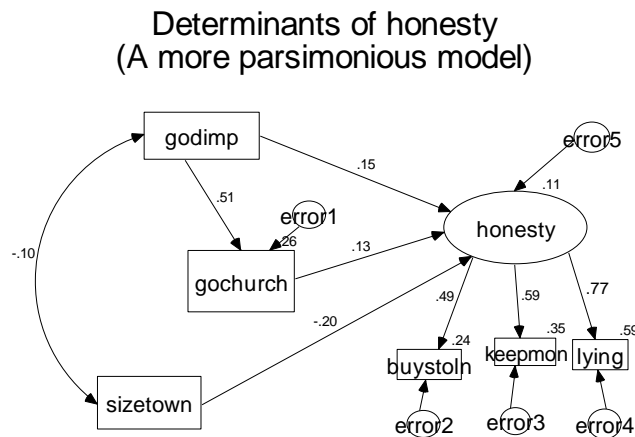 Determinants of honesty
(A more parsimonious model)
godimp
error5
.15
.11
.51
error1
.26
honesty
-.10
.13
gochurch
.49
.59
.77
-.20
.24
.35
.59
buystoln
keepmon
lying
sizetown
error2
error3
error4